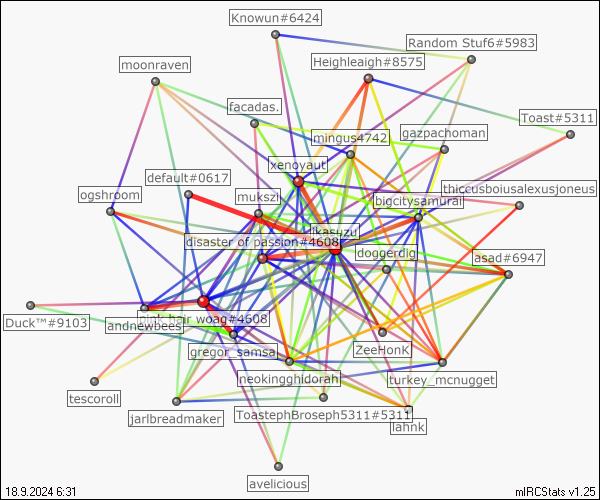 Knowun#6424
Random Stuf6#5983
Heighleaigh#8575
moonraven
facadas.
Toast#5311
mingus4742
gazpachoman
xenoyaut
default#0617
thiccusboiusalexusjoneus
ogshroom
mukszi
bigcitysamurai
ikasyzu
disaster of passion#4608
doggerdig
asad#6947
pink hair woag#4608
Duck™#9103
andnewbees
gregor_samsa
ZeeHonK
neokingghidorah
turkey_mcnugget
tescoroll
jarlbreadmaker
ToastephBroseph5311#5311
lahnk
avelicious
18.9.2024 6:31
mIRCStats v1.25